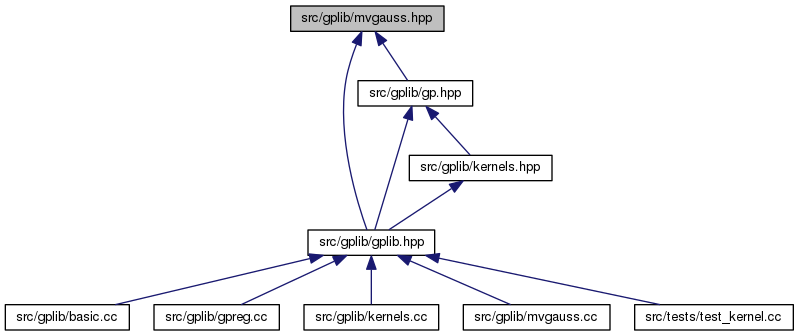 src/gplib/mvgauss.hpp
src/gplib/gp.hpp
src/gplib/kernels.hpp
src/gplib/gplib.hpp
src/gplib/basic.cc
src/gplib/gpreg.cc
src/gplib/kernels.cc
src/gplib/mvgauss.cc
src/tests/test_kernel.cc